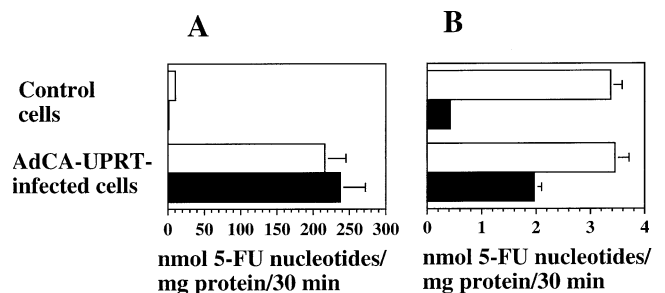 A B
Control
cells
AdCA-UPRT-
infected cells
0 50 100 150 200 250 300
0 1 2 3 4
nmol 5-FU nucleotides/
mg protein/30 min
nmol 5-FU nucleotides/
mg protein/30 min